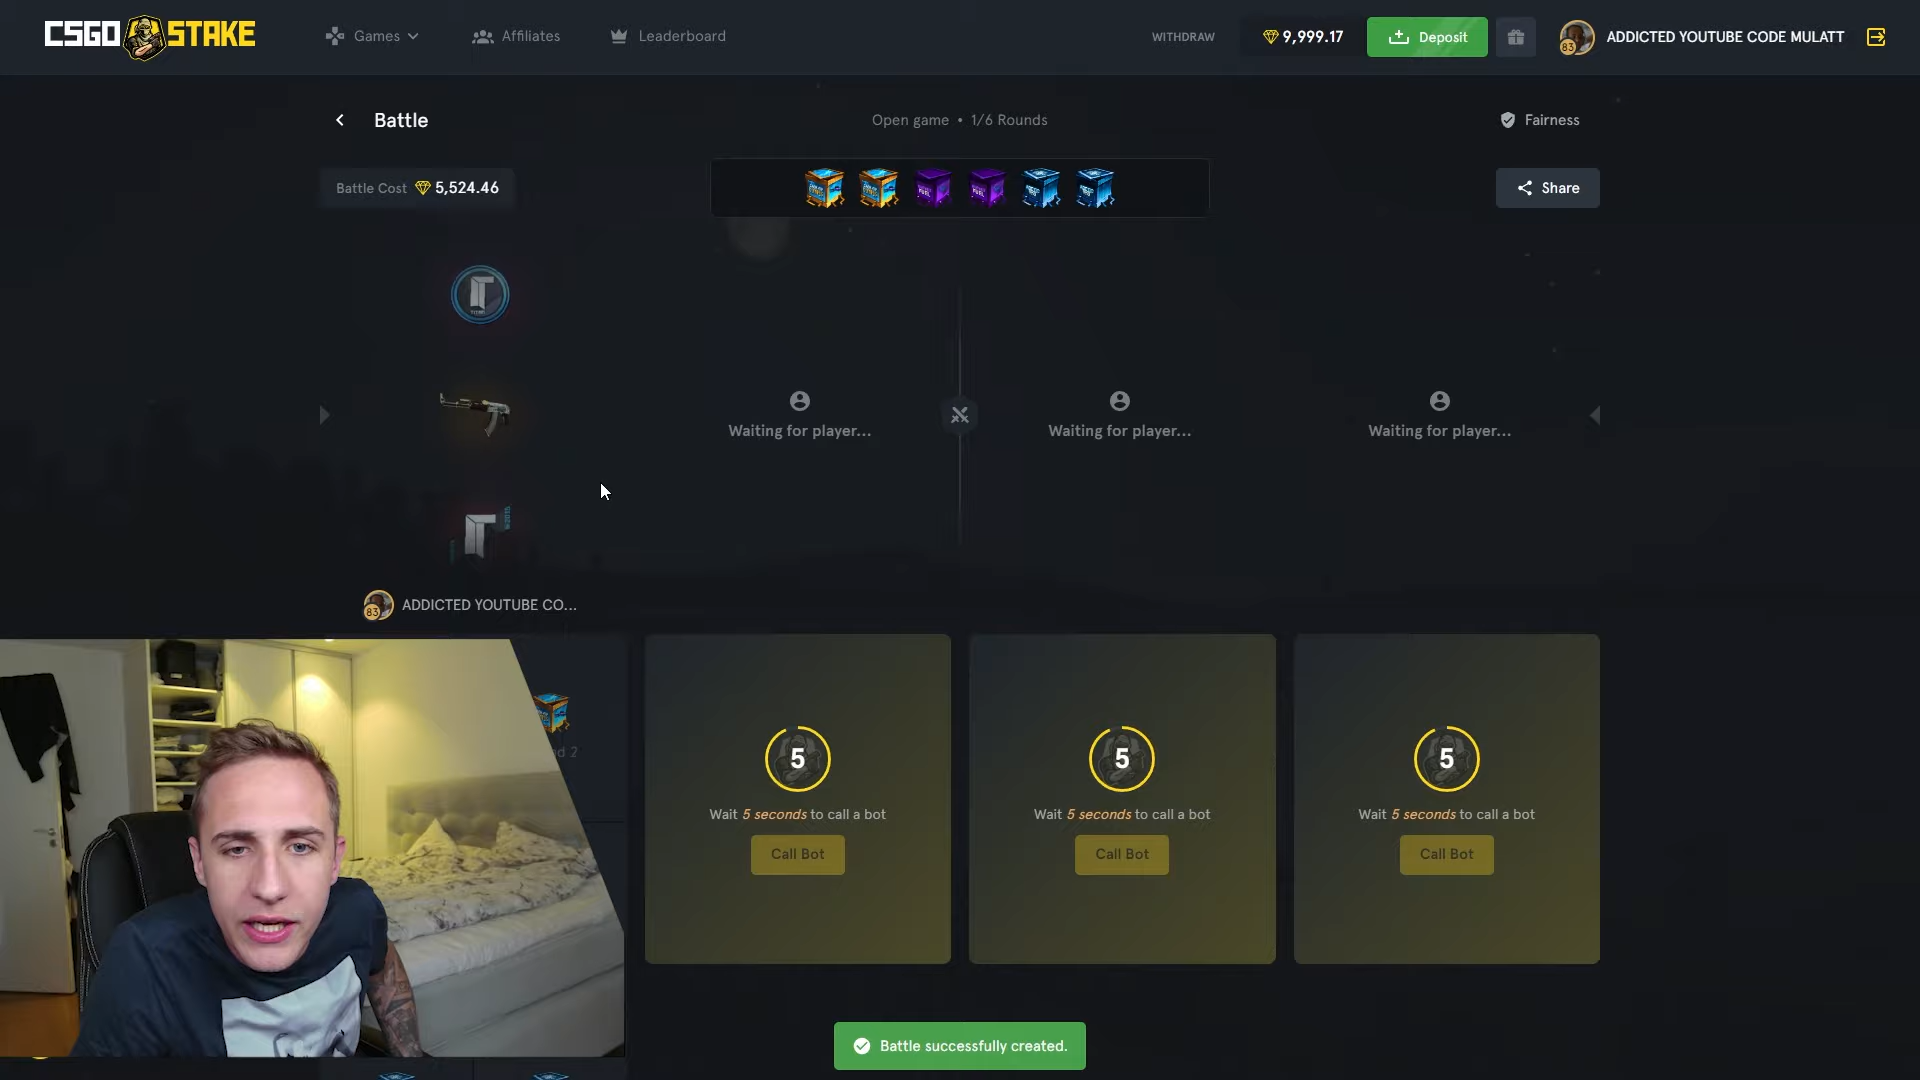 CSGO STAKE
Games
Affiliates
Leaderboard
WITHDRAW
9,999.17
Deposit
83
ADDICTED YOUTUBE CODE MULATT
Battle
Open game • 1/6 Rounds
Fairness
Battle Cost 5,524.46
Share
Waiting for player...
Waiting for player...
Waiting for player...
83
ADDICTED YOUTUBE CO...
5
5
5
Wait 5 seconds to call a bot
Wait 5 seconds to call a bot
Wait 5 seconds to call a bot
Call Bot
Call Bot
Call Bot
Battle successfully created.